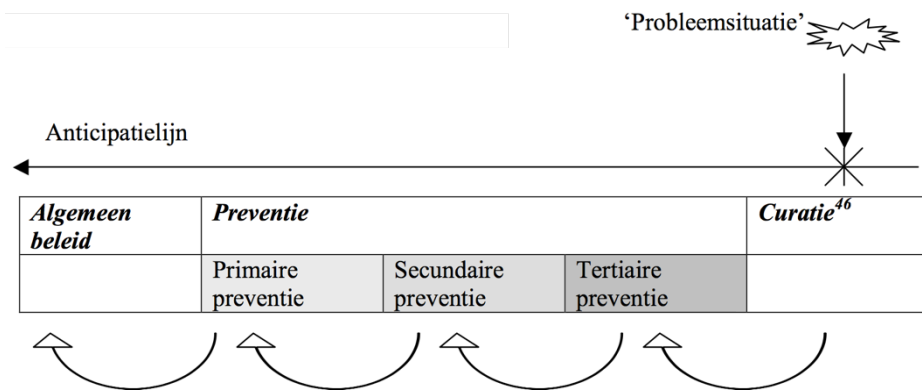 ‘Probleemsituatie’
Anticipatielijn
Algemeen
beleid
Preventie
Curatie46
Primaire
preventie
Secundaire
preventie
Tertiaire
preventie